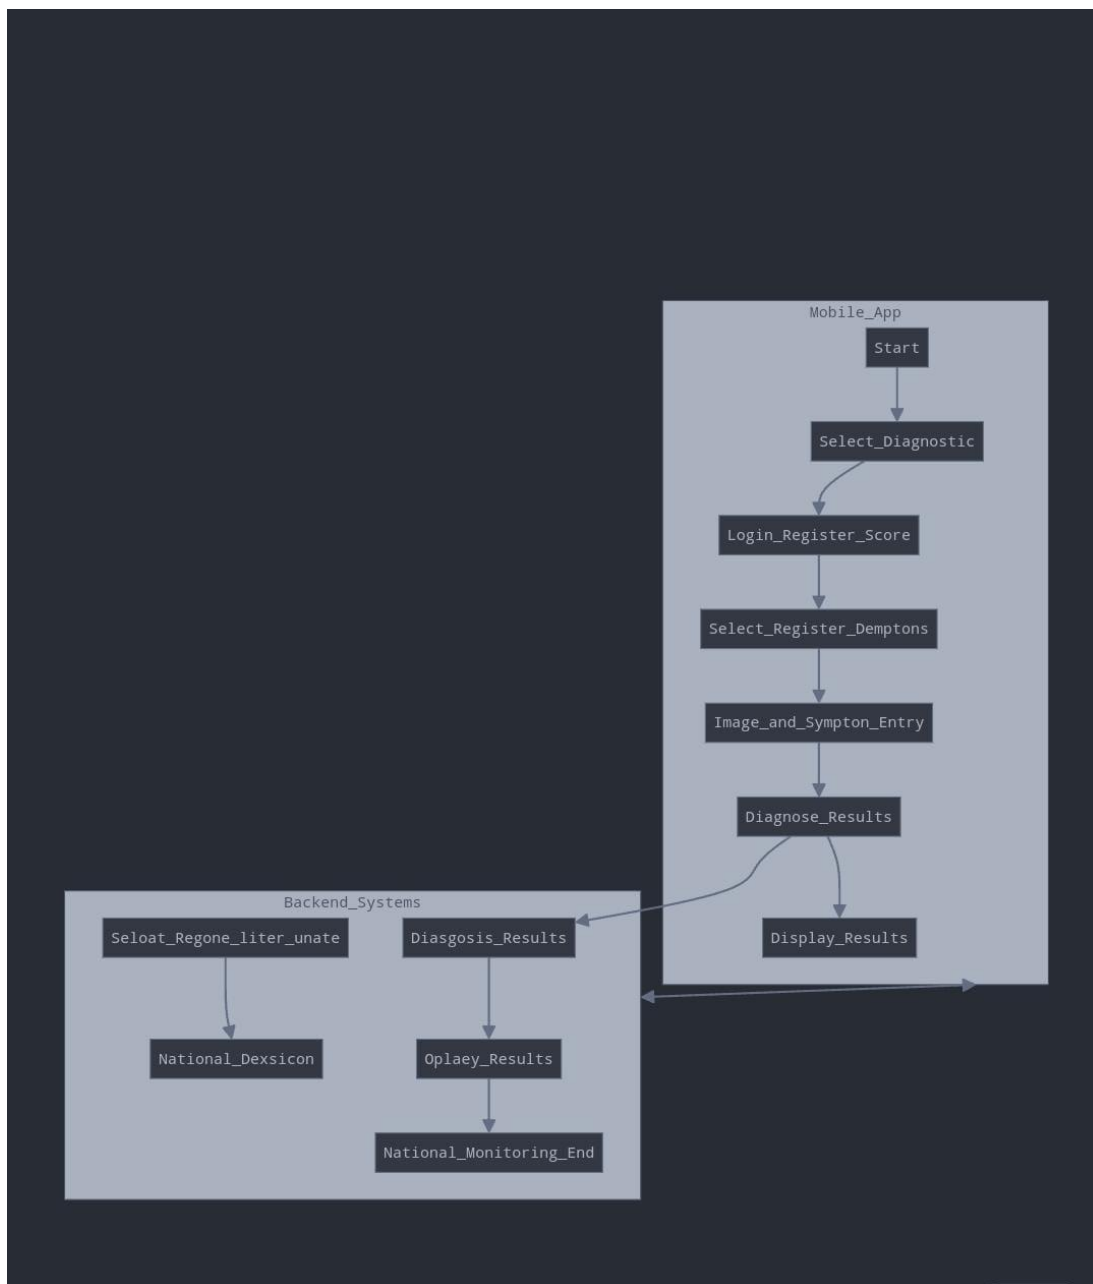 Mobile_App
Start
Select_Diagnostic
Login_Register_Score
Select_Register_Demptons
Image_and_Sympton_Entry
Diagnose_Results
Display_Results
Backend_Systems
Seloat_Regone_liter_unate
Diasgosis_Results
National_Dexsicon
Oplaey_Results
National_Monitoring_End